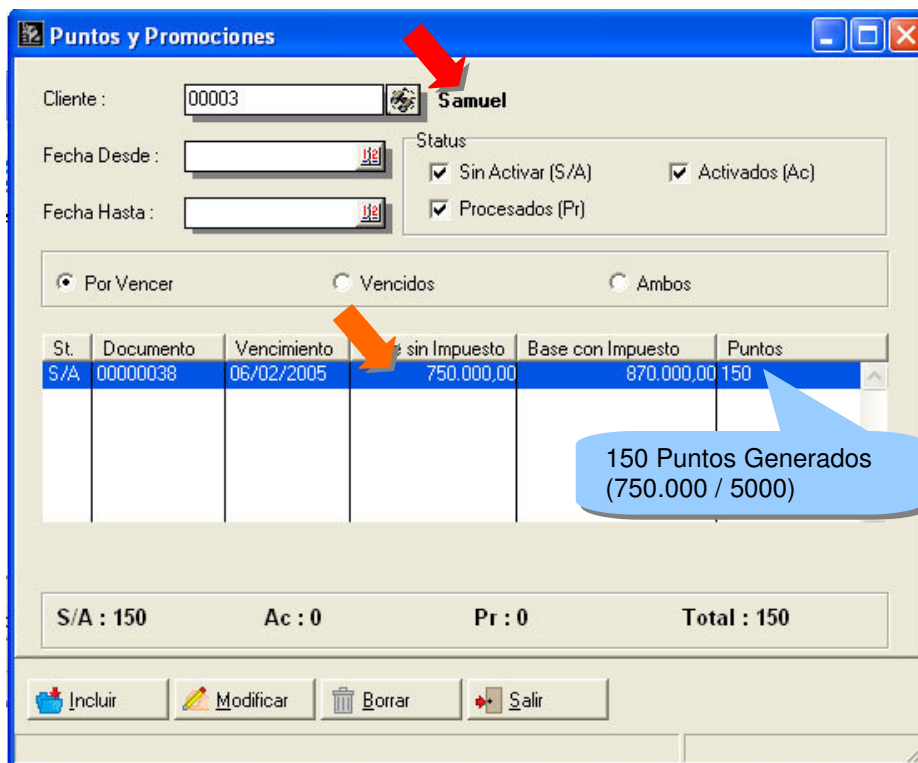 Puntos y Promociones
Cliente : 00003 Samuel
Fecha Desde :
Status
Sin Activar (S/A) Activados (Ac)
Fecha Hasta :
Procesados (Pr)
Por Vencer Vencidos Ambos
St. Documento Vencimiento sin Impuesto Base con Impuesto Puntos
S/A 00000038 06/02/2005 750.000,00 870.000,00 150
150 Puntos Generados
(750.000 / 5000)
S/A : 150 Ac : 0 Pr : 0 Total : 150
Incluir Modificar Borrar Salir